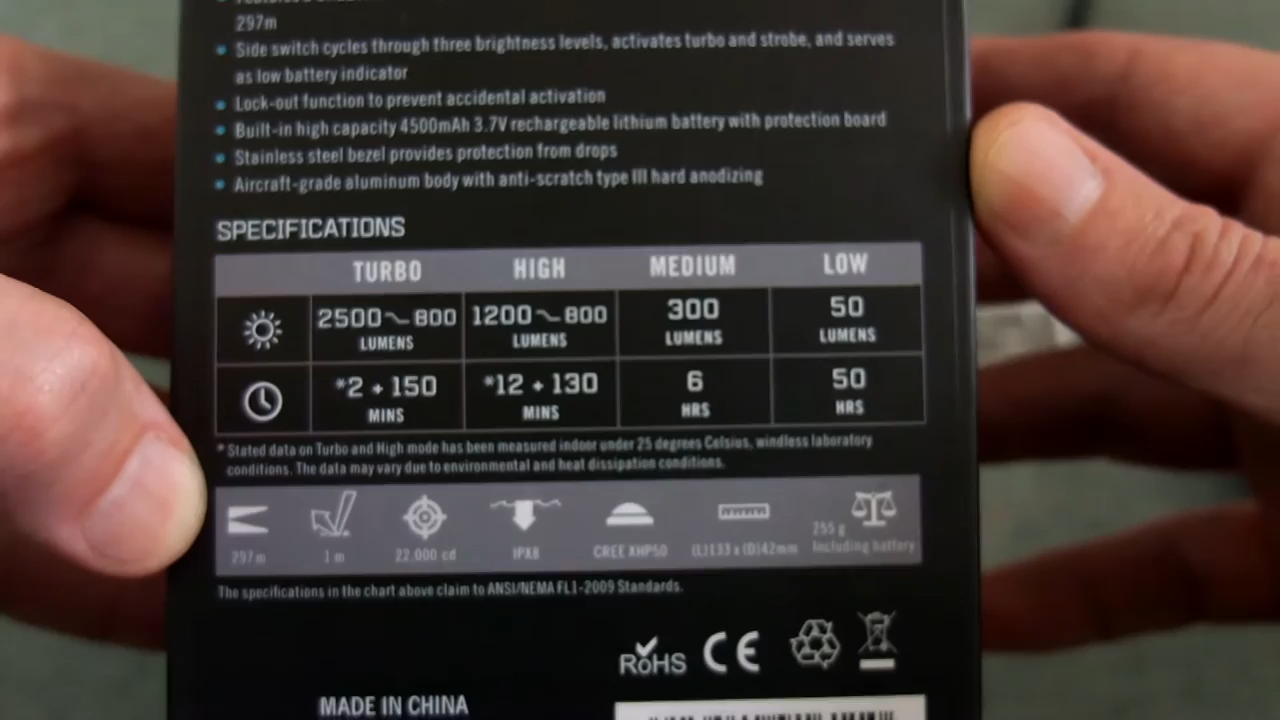 297m
Side switch cycles through three brightness levels, activates turbo and strobe, and serves
as low battery indicator
Lock-out function to prevent accidental activation
Built-in high capacity 4500mAh 3.7V rechargeable lithium battery with protection board
Stainless steel bezel provides protection from drops
Aircraft-grade aluminum body with anti-scratch type III hard anodizing
SPECIFICATIONS
TURBO HIGH MEDIUM LOW
2500~800 1200~800 300 50
LUMENS LUMENS LUMENS LUMENS
*2 + 150 *12 + 130 6 50
MINS MINS HRS HRS
* Stated data on Turbo and High mode has been measured indoor under 25 degrees Celsius, windless laboratory
conditions. The data may vary due to environmental and heat dissipation conditions.
297m 1 m 22.000 cd IPX8 CREE XHP50 (L)133 x (D)42mm 255 g
Including battery
The specifications in the chart above claim to ANSI/NEMA FL1-2009 Standards.
RoHS CE
MADE IN CHINA